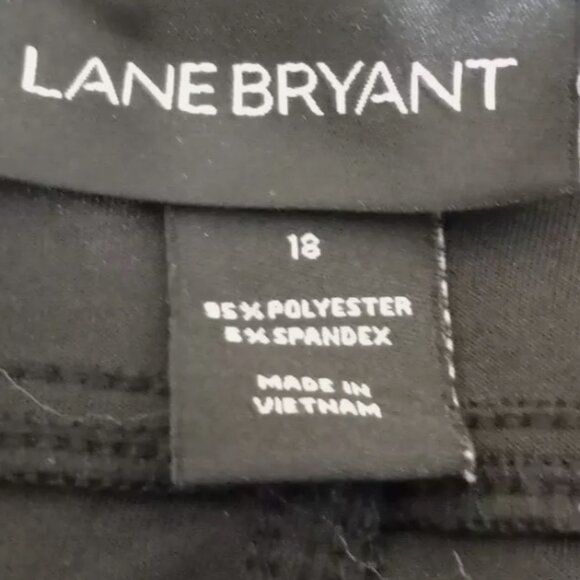 LANE BRYANT
18
95% POLYESTER
5% SPANDEX
MADE IN
VIETNAM